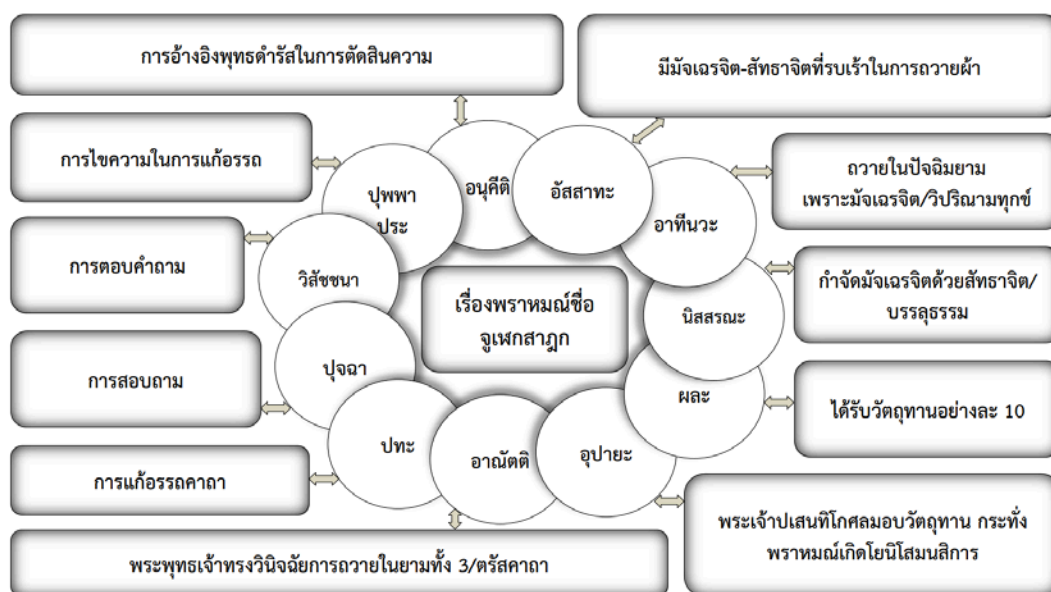 การอ้างอิงพุทธดำรัสในการตัดสินความ
มีมัจเฉรจิต-สัทธาจิตที่รบเร้าในการถวายผ้า
การไขความในการแก้อรรถ
ถวายในปัจฉิมยาม
เพราะมัจเฉรจิต/วิปริณามทุกข์
การตอบคำถาม
กำจัดมัจเฉรจิตด้วยสัทธาจิต/
บรรลุธรรม
การสอบถาม
ได้รับวัตถุทานอย่างละ 10
การแก้อรรถคาถา
พระเจ้าปเสนทิโกศลมอบวัตถุทาน กระทั่ง
พราหมณ์เกิดโยนิโสมนสิการ
พระพุทธเจ้าทรงวินิจฉัยการถวายในยามทั้ง 3/ตรัสคาถา
เรื่องพราหมณ์ชื่อ
จูเฬกสาฎก
อัสสาทะ
อาทีนวะ
นิสสรณะ
ผละ
อุปายะ
อาณัตติ
ปทะ
ปุจฉา
วิสัชชนา
ปุพพา
ประ
อนุคีติ